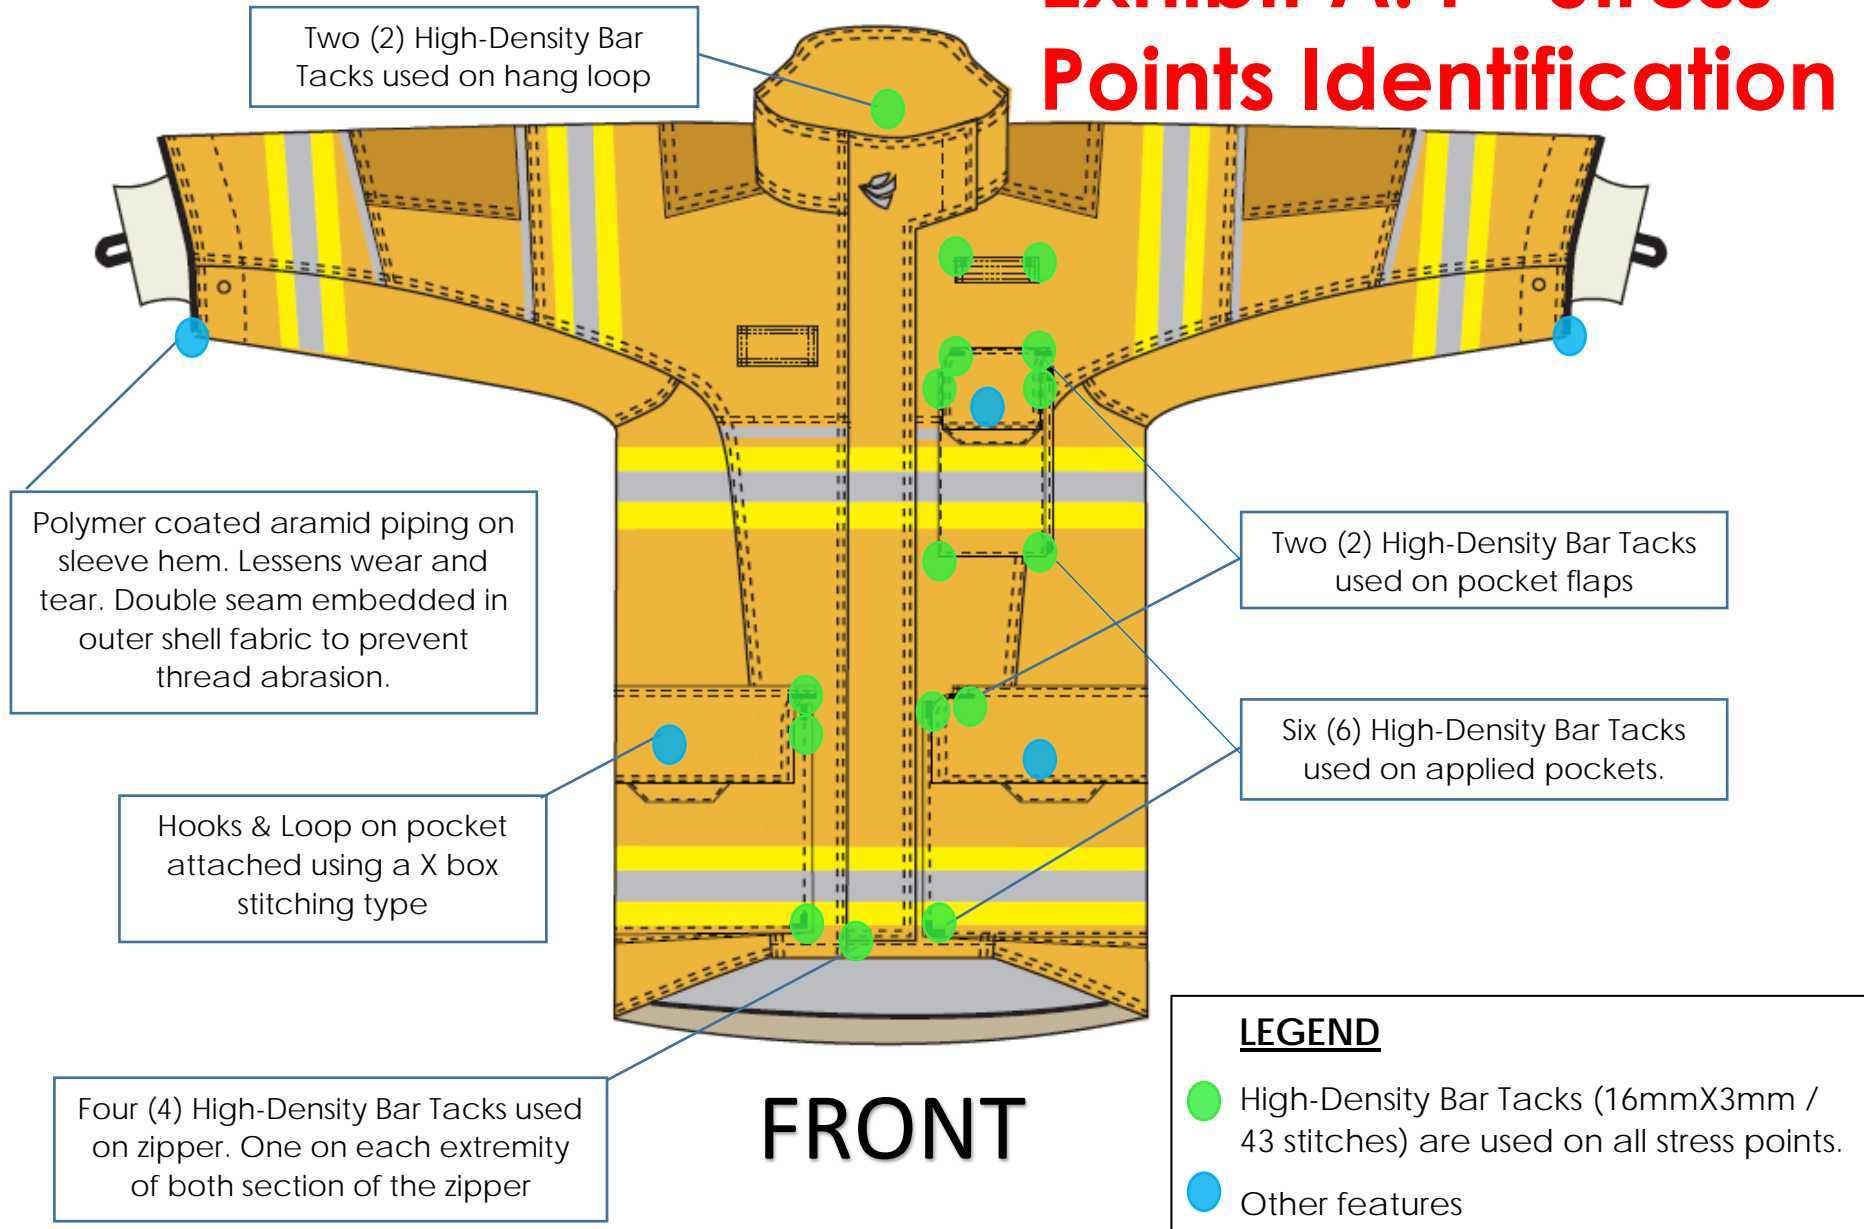 Exhibit A.1 - Stress
Points Identification
Two (2) High-Density Bar
Tacks used on hang loop
Polymer coated aramid piping on
sleeve hem. Lessens wear and
tear. Double seam embedded in
outer shell fabric to prevent
thread abrasion.
Two (2) High-Density Bar Tacks
used on pocket flaps
Six (6) High-Density Bar Tacks
used on applied pockets.
Hooks & Loop on pocket
attached using a X box
stitching type
Four (4) High-Density Bar Tacks used
on zipper. One on each extremity
of both section of the zipper
FRONT
LEGEND
High-Density Bar Tacks (16mmX3mm /
43 stitches) are used on all stress points.
Other features